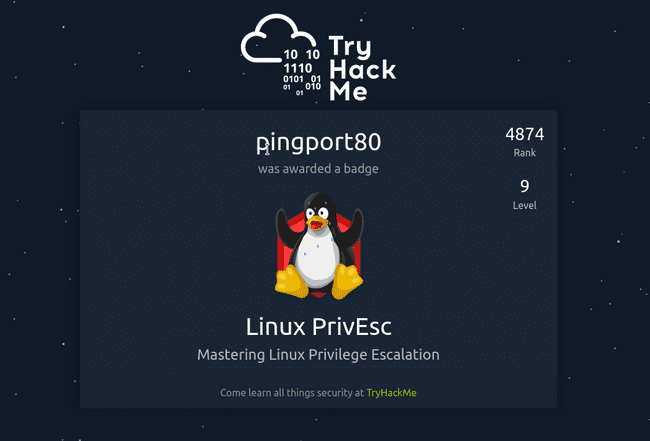 10 10
1110
0101 01
01 010
01
Try
Hack
Me
pingport80
was awarded a badge
4874
Rank
9
Level
Linux PrivEsc
Mastering Linux Privilege Escalation
Come learn all things security at TryHackMe